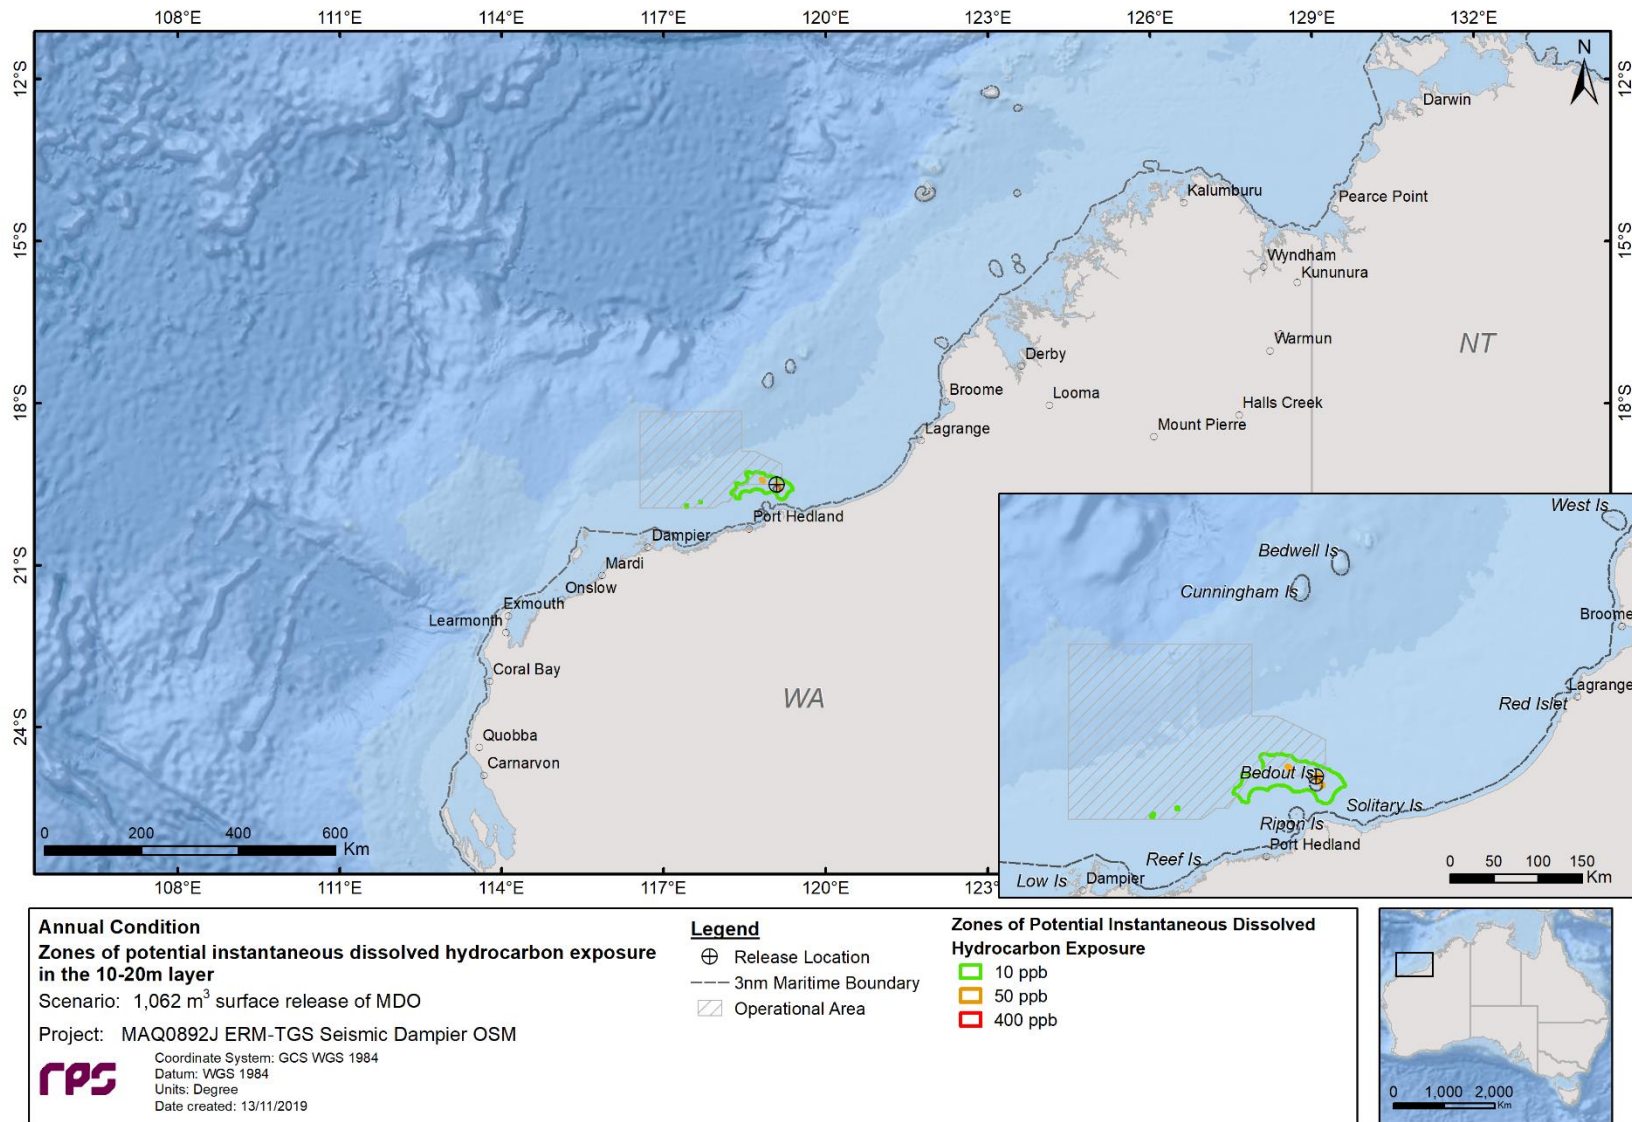 108°E 111°E 114°E 117°E 120°E 123°E 126°E 129°E 132°E
12°S 12°S
N
Darwin
Kalumburu
Pearce Point
15°S 15°S
Wyndham
Kununura
Warmun
NT
Derby
Broome
Looma
18°S 18°S
Halls Creek
Lagrange
Mount Pierre
Port Hedland
Dampier
21°S
Mardi
Onslow
Exmouth
Learmonth
Coral Bay
WA
24°S
Quobba
Carnarvon
0 200 400 600
Km
108°E 111°E 114°E 117°E 120°E 123°
West Is
Bedwell Is
Cunningham Is
Broome
Lagrange
Red Islet
Bedout Is
Solitary Is
Ripon Is
Port Hedland
Reef Is
Low Is
Dampier
0 50 100 150
Km
Annual Condition
Zones of potential instantaneous dissolved hydrocarbon exposure
in the 10-20m layer
Scenario: 1,062 m³ surface release of MDO
Project: MAQ0892J ERM-TGS Seismic Dampier OSM
rps
Coordinate System: GCS WGS 1984
Datum: WGS 1984
Units: Degree
Date created: 13/11/2019
Legend
Release Location
3nm Maritime Boundary
Operational Area
Zones of Potential Instantaneous Dissolved
Hydrocarbon Exposure
10 ppb
50 ppb
400 ppb
0 1,000 2,000
Km